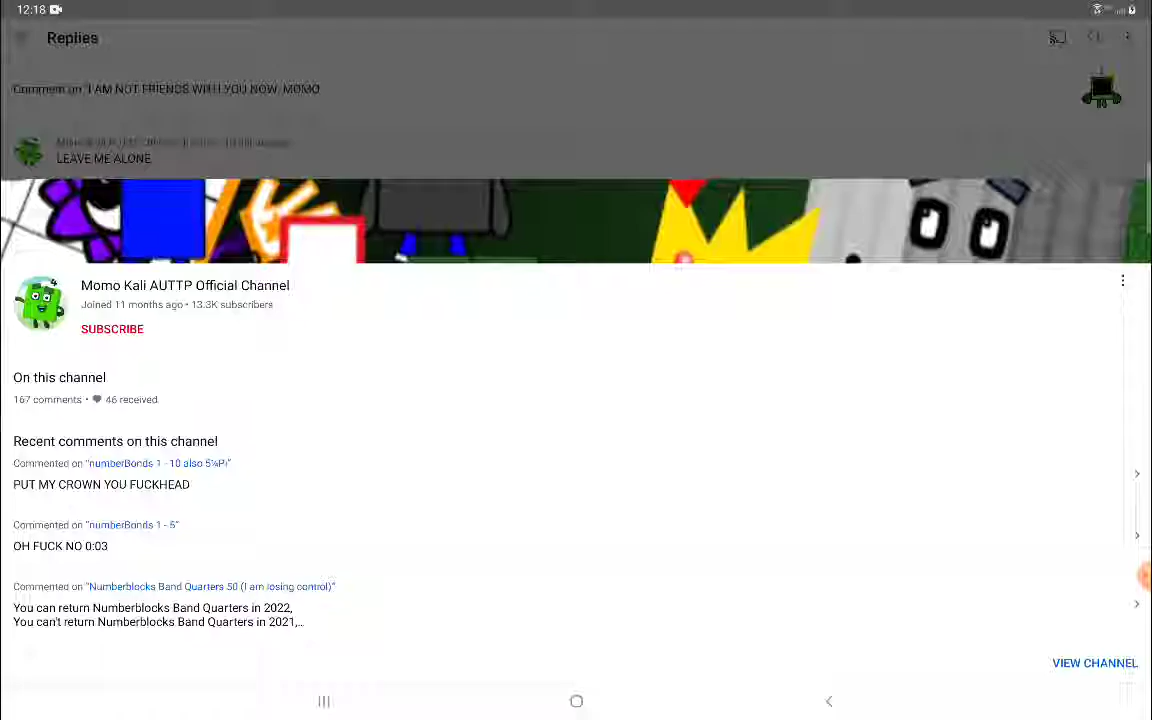 12:18
Replies
Comment on "I AM NOT FRIENDS WITH YOU NOW, MOMO
LEAVE ME ALONE
Momo Kali AUTTP Official Channel
Joined 11 months ago • 13.3K subscribers
SUBSCRIBE
On this channel
167 comments • 46 received
Recent comments on this channel
Commented on "numberBonds 1 - 10 also 5¼Pi"
PUT MY CROWN YOU FUCKHEAD
Commented on "numberBonds 1 - 5"
OH FUCK NO 0:03
Commented on "Numberblocks Band Quarters 50 (I am losing control)"
You can return Numberblocks Band Quarters in 2022,
You can't return Numberblocks Band Quarters in 2021,...
VIEW CHANNEL